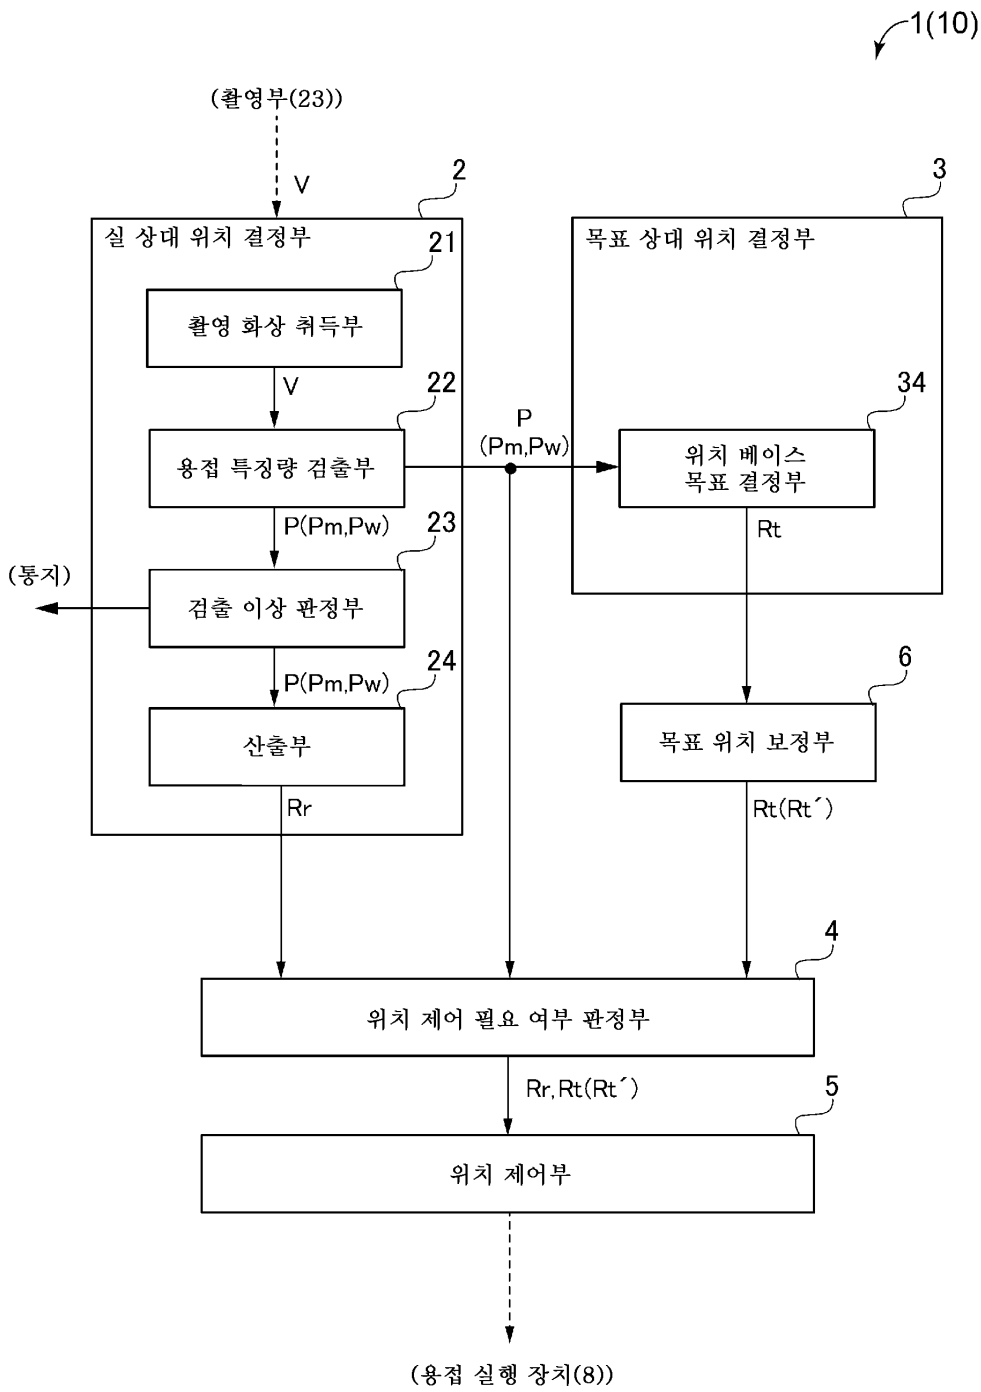 1(10)
(촬영부(23))
V
2
실 상대 위치 결정부
21
촬영 화상 취득부
V
22
용접 특징량 검출부
P(Pm,Pw)
23
(통지)
검출 이상 판정부
P(Pm,Pw)
24
산출부
Rr
P
(Pm,Pw)
3
목표 상대 위치 결정부
34
위치 베이스
목표 결정부
Rt
6
목표 위치 보정부
Rt(Rt´)
4
위치 제어 필요 여부 판정부
Rr,Rt(Rt´)
5
위치 제어부
(용접 실행 장치(8))